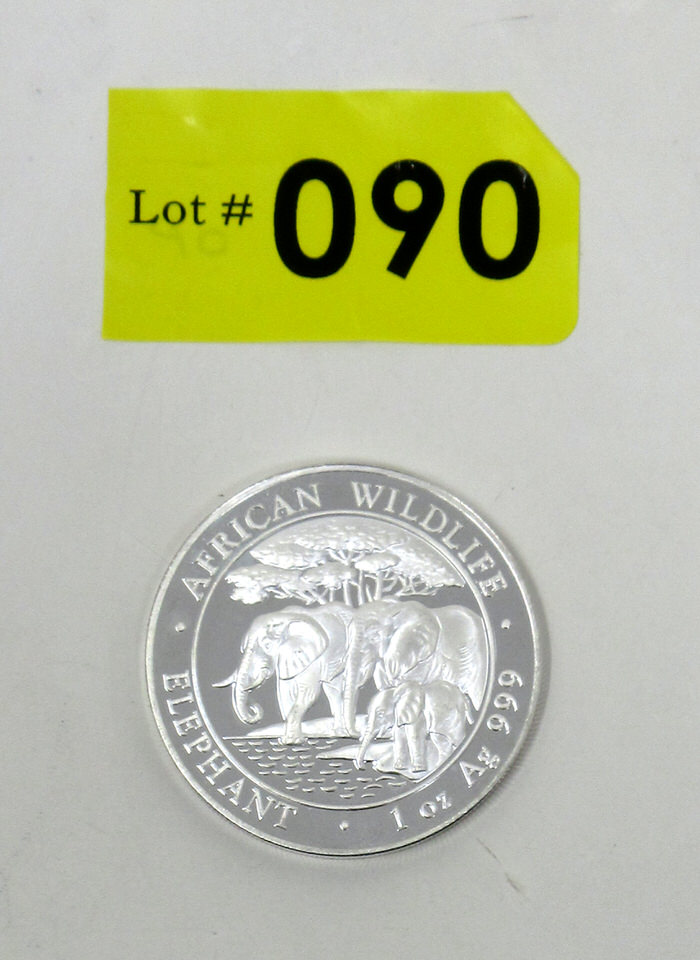 Lot # 090
AFRICAN WILDLIFE
ELEPHANT • 1 oz Ag 999